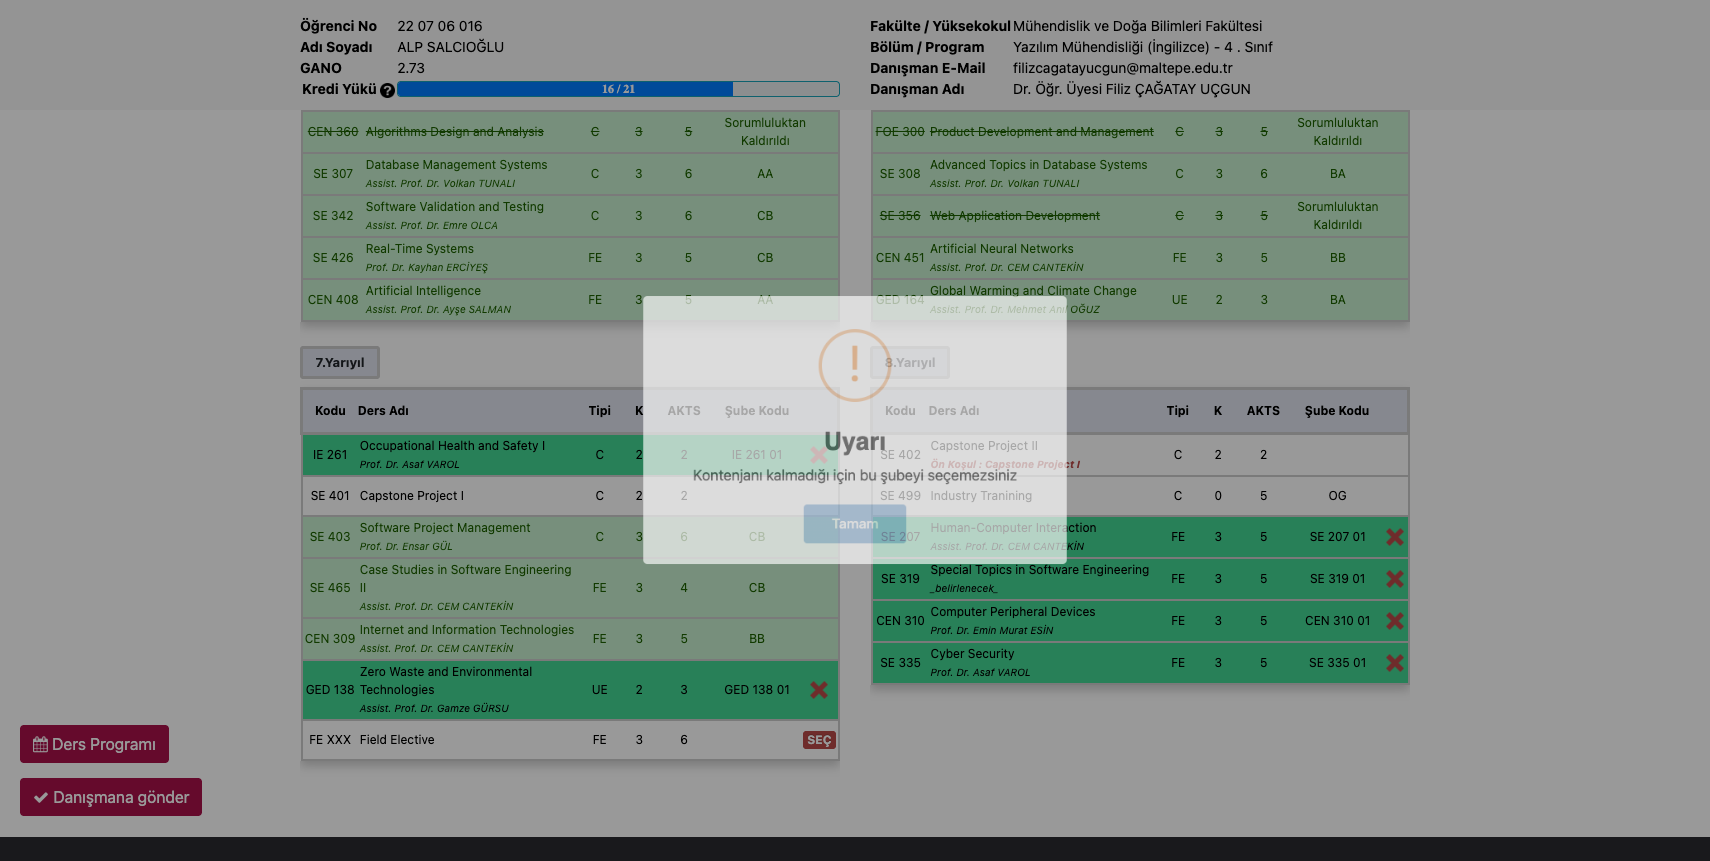 Öğrenci No 22 07 06 016
Adı Soyadı ALP SALCIOĞLU
GANO 2.73
Kredi Yükü ? 16 / 21
Fakülte / Yüksekokul Mühendislik ve Doğa Bilimleri Fakültesi
Bölüm / Program Yazılım Mühendisliği (İngilizce) - 4 . Sınıf
Danışman E-Mail filizcagatayucgun@maltepe.edu.tr
Danışman Adı Dr. Öğr. Üyesi Filiz ÇAĞATAY UÇGUN
CEN 360 Algorithms Design and Analysis C 3 5 Sorumluluktan Kaldırıldı
SE 307 Database Management Systems C 3 6 AA
Assist. Prof. Dr. Volkan TUNALI
SE 342 Software Validation and Testing C 3 6 CB
Assist. Prof. Dr. Emre OLCA
SE 426 Real-Time Systems FE 3 5 CB
Prof. Dr. Kayhan ERCİYEŞ
CEN 408 Artificial Intelligence FE 3 5 AA
Assist. Prof. Dr. Ayşe SALMAN
FOE 300 Product Development and Management C 3 5 Sorumluluktan Kaldırıldı
SE 308 Advanced Topics in Database Systems C 3 6 BA
Assist. Prof. Dr. Volkan TUNALI
SE 356 Web Application Development C 3 5 Sorumluluktan Kaldırıldı
CEN 451 Artificial Neural Networks FE 3 5 BB
Assist. Prof. Dr. CEM CANTEKİN
GED 164 Global Warming and Climate Change UE 2 3 BA
Assist. Prof. Dr. Mehmet Anıl OĞUZ
7.Yarıyıl
Kodu Ders Adı Tipi K AKTS Şube Kodu
IE 261 Occupational Health and Safety I C 2 2 IE 261 01
Prof. Dr. Asaf VAROL
SE 401 Capstone Project I C 2 2
SE 403 Software Project Management C 3 6 CB
Prof. Dr. Ensar GÜL
SE 465 Case Studies in Software Engineering II FE 3 4 CB
Assist. Prof. Dr. CEM CANTEKİN
CEN 309 Internet and Information Technologies FE 3 5 BB
Assist. Prof. Dr. CEM CANTEKİN
GED 138 Zero Waste and Environmental Technologies UE 2 3 GED 138 01
Assist. Prof. Dr. Gamze GÜRSU
FE XXX Field Elective FE 3 6 SEÇ
8.Yarıyıl
Kodu Ders Adı Tipi K AKTS Şube Kodu
SE 402 Capstone Project II C 2 2
Ön Koşul : Capstone Project I
SE 499 Industry Tranining C 0 5 OG
SE 207 Human-Computer Interaction FE 3 5 SE 207 01
Assist. Prof. Dr. CEM CANTEKİN
SE 319 Special Topics in Software Engineering FE 3 5 SE 319 01
_belirlenecek_
CEN 310 Computer Peripheral Devices FE 3 5 CEN 310 01
Prof. Dr. Emin Murat ESİN
SE 335 Cyber Security FE 3 5 SE 335 01
Prof. Dr. Asaf VAROL
!
Uyarı
Kontenjanı kalmadığı için bu şubeyi seçemezsiniz
Tamam
Ders Programı
Danışmana gönder